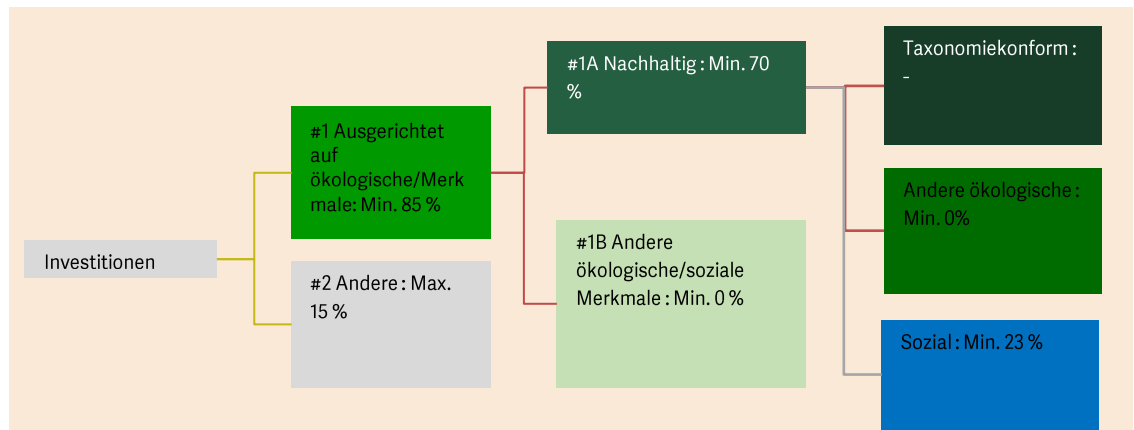 Investitionen
#1 Ausgerichtet
auf
ökologische/Merk
male: Min. 85 %
#2 Andere : Max.
15 %
#1A Nachhaltig : Min. 70
%
#1B Andere
ökologische/soziale
Merkmale : Min. 0 %
Taxonomiekonform :
-
Andere ökologische :
Min. 0%
Sozial : Min. 23 %